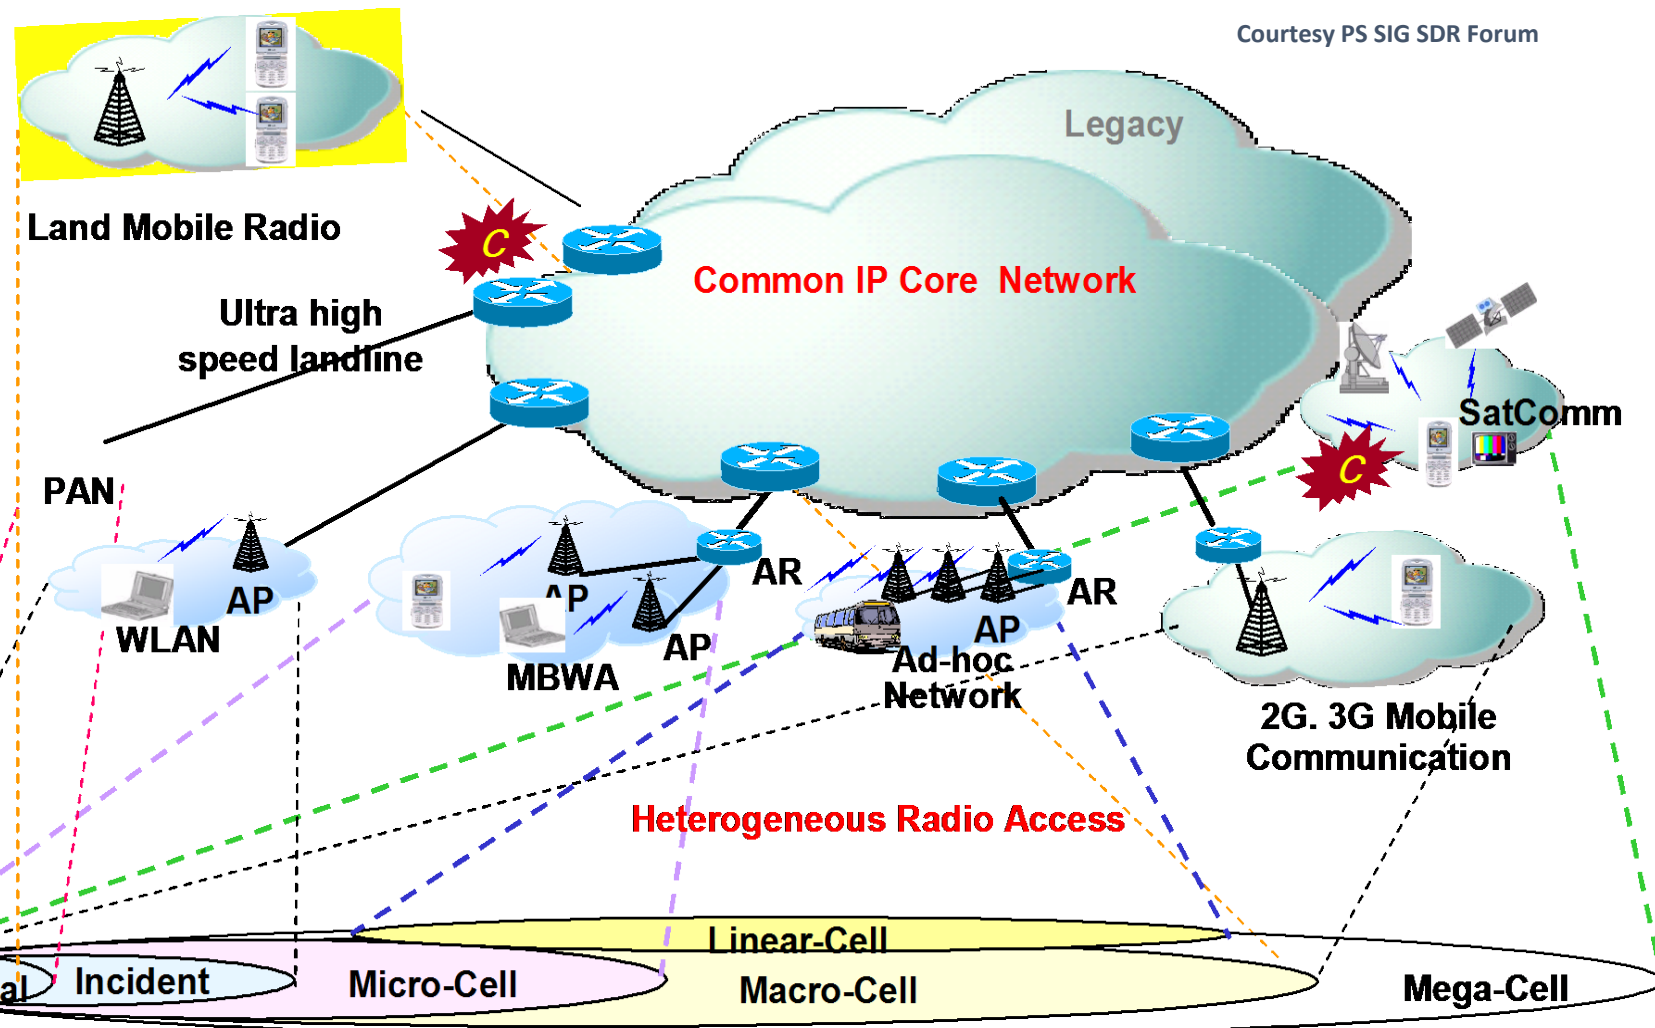 Courtesy PS SIG SDR Forum
Legacy
Land Mobile Radio
C
Common IP Core Network
Ultra high
speed landline
SatComm
C
PAN
AR
AR
AP
AP
AP
AP
WLAN
MBWA
Ad-hoc
Network
2G. 3G Mobile
Communication
Heterogeneous Radio Access
Linear-Cell
al
Incident
Micro-Cell
Macro-Cell
Mega-Cell